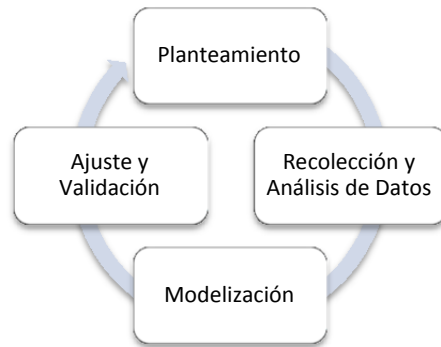 Planteamiento
Recolección y
Análisis de Datos
Modelización
Ajuste y
Validación